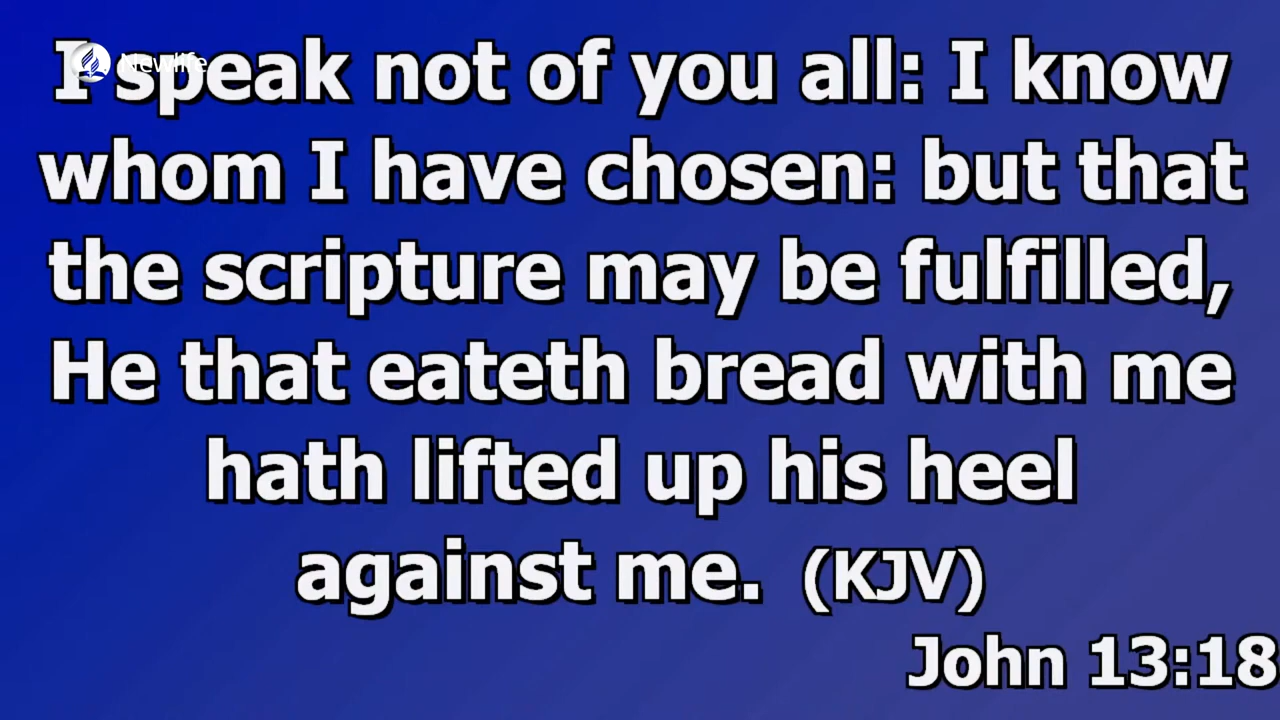 Newlife
I speak not of you all: I know
whom I have chosen: but that
the scripture may be fulfilled,
He that eateth bread with me
hath lifted up his heel
against me. (KJV)
John 13:18